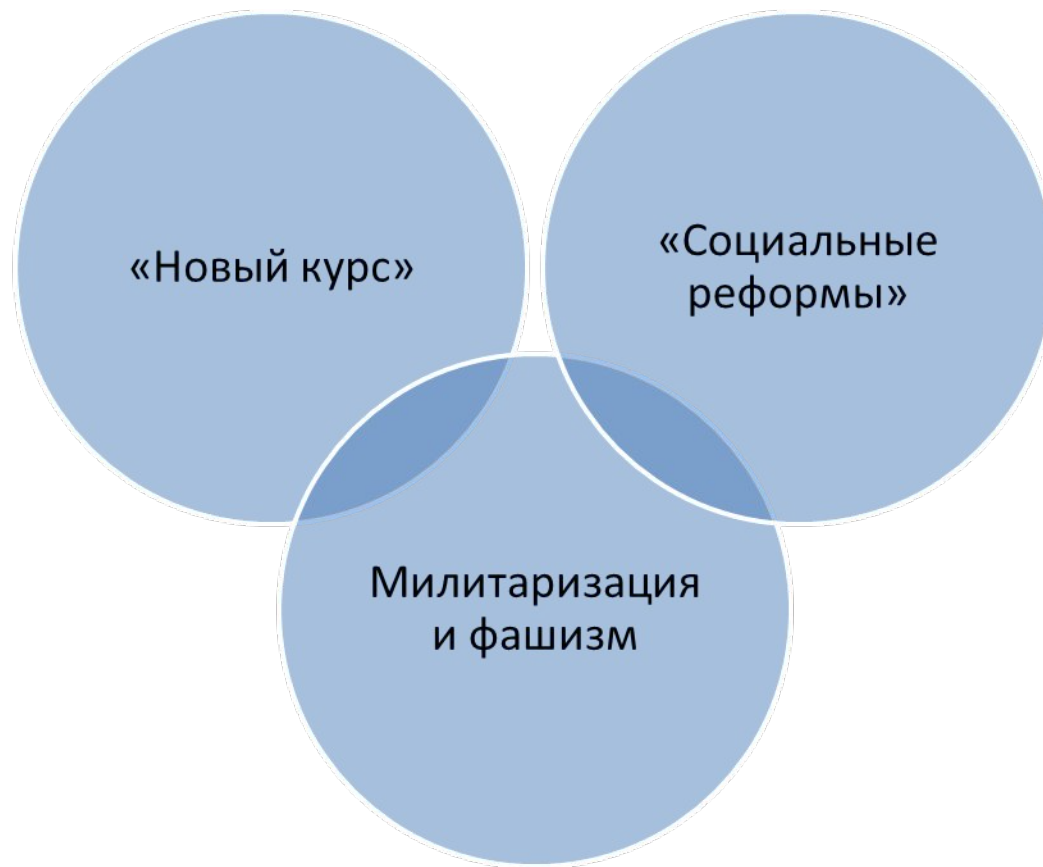 «Новый курс»
«Социальные
реформы»
Милитаризация
и фашизм